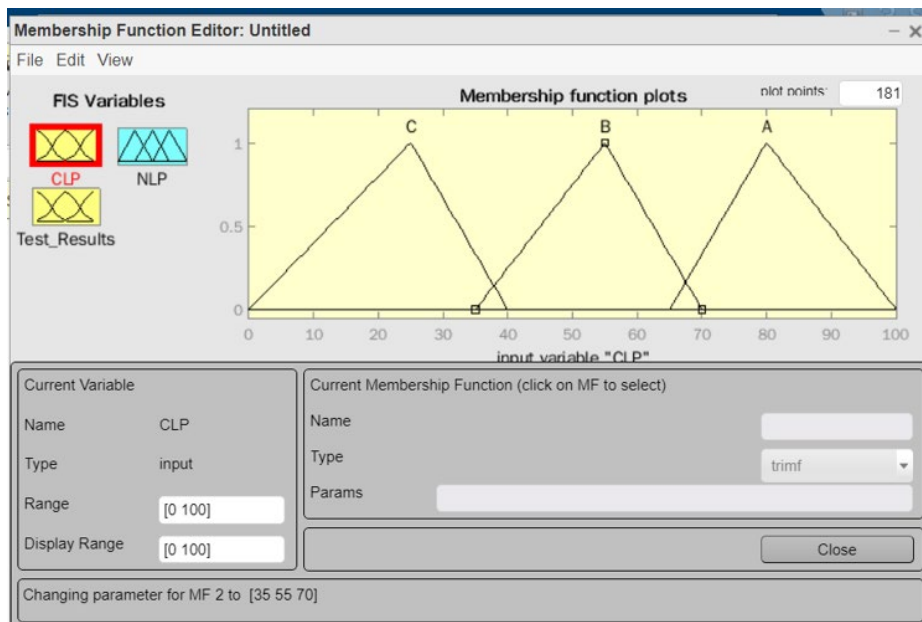 Membership Function Editor: Untitled
File Edit View
FIS Variables
CLP
NLP
Test_Results
Membership function plots
plot points:
181
C
B
A
1
0.5
0
0 10 20 30 40 50 60 70 80 90 100
input variable "CLP"
Current Variable
Name CLP
Type input
Range [0 100]
Display Range [0 100]
Current Membership Function (click on MF to select)
Name
Type trimf
Params
Close
Changing parameter for MF 2 to [35 55 70]